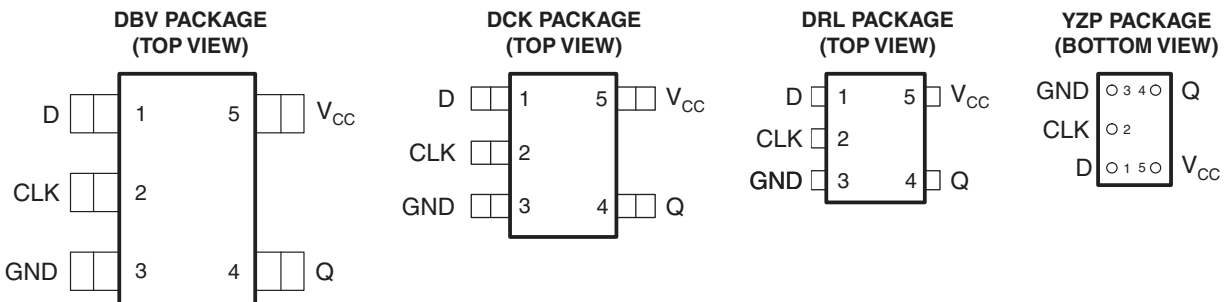 DBV PACKAGE
(TOP VIEW)
D 1 5 VCC
CLK 2
GND 3 4 Q
DCK PACKAGE
(TOP VIEW)
D 1 5 VCC
CLK 2
GND 3 4 Q
DRL PACKAGE
(TOP VIEW)
D 1 5 VCC
CLK 2
GND 3 4 Q
YZP PACKAGE
(BOTTOM VIEW)
GND 3 4 Q
CLK 2
D 1 5 VCC